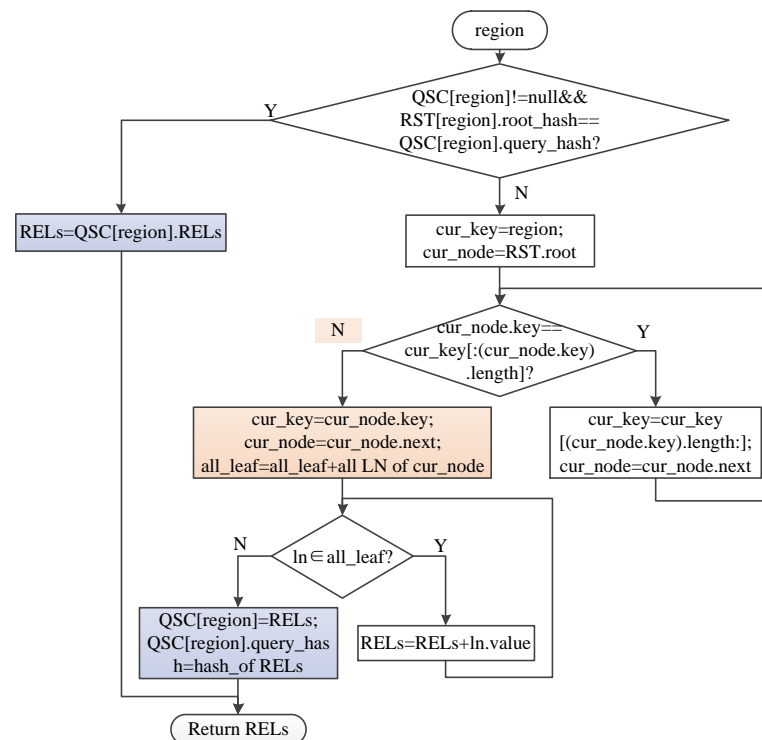 region
QSC[region]!=null&&
RST[region].root_hash==
QSC[region].query_hash?
Y
N
RELs=QSC[region].RELs
cur_key=region;
cur_node=RST.root
cur_node.key==
cur_key[:(cur_node.key)
.length]?
N
Y
cur_key=cur_node.key;
cur_node=cur_node.next;
all_leaf=all_leaf+all LN of cur_node
cur_key=cur_key
[(cur_node.key).length:];
cur_node=cur_node.next
ln∈all_leaf?
N
Y
QSC[region]=RELs;
QSC[region].query_has
h=hash_of RELs
RELs=RELs+ln.value
Return RELs